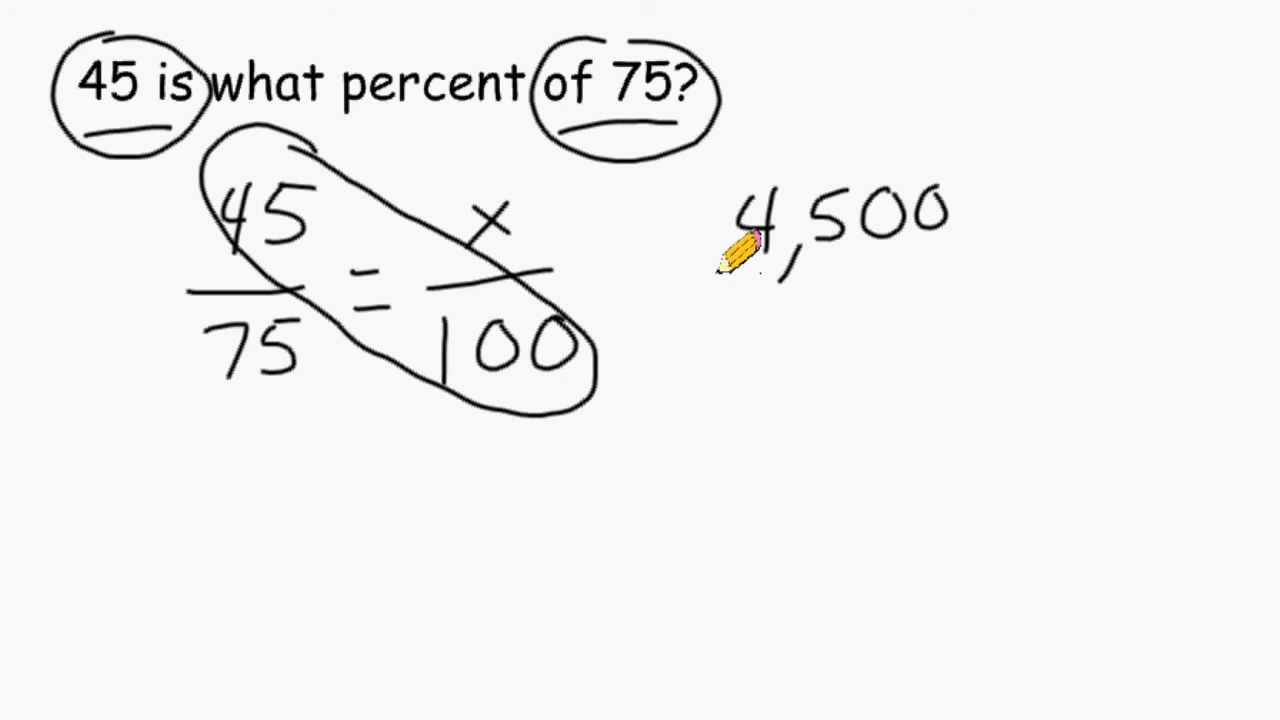 45 is what percent of 75?
45 x 4,500
=
75 100